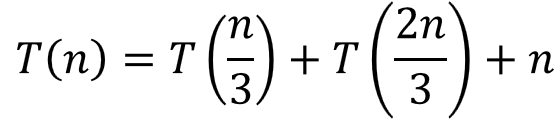 T(n) = T(n/3) + T(2n/3) + n